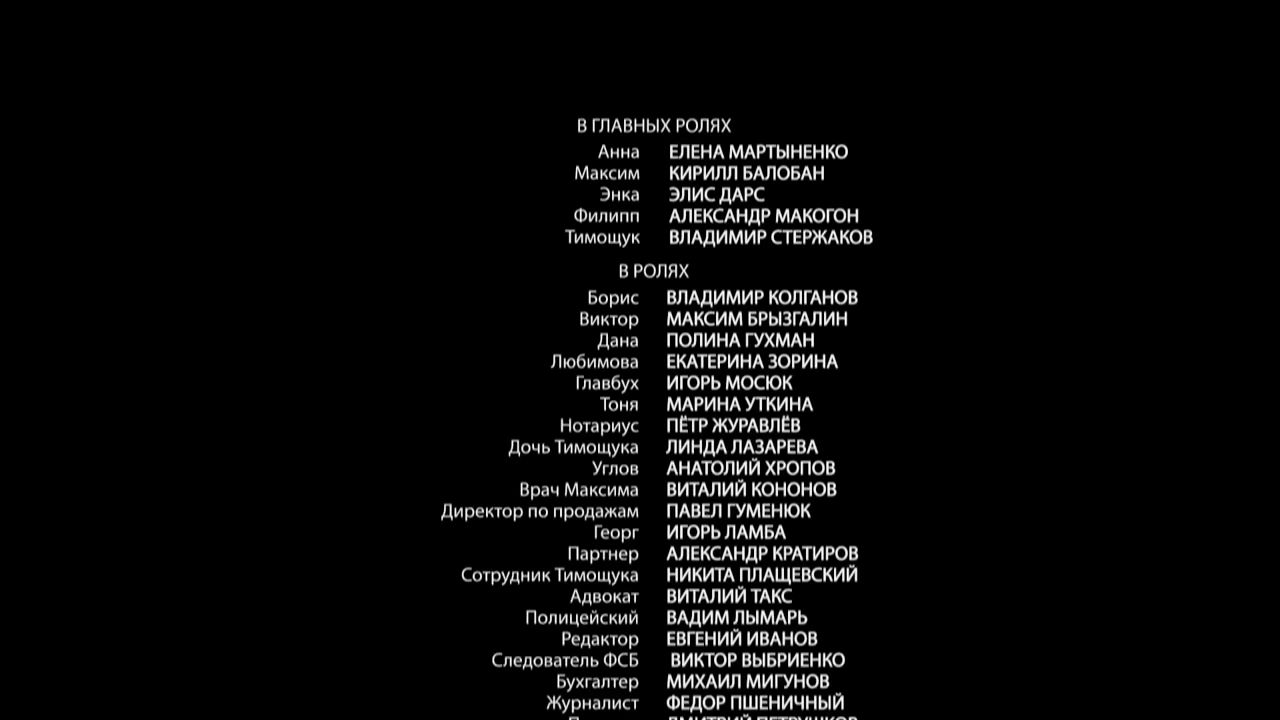 В ГЛАВНЫХ РОЛЯХ
Анна ЕЛЕНА МАРТЫНЕНКО
Максим КИРИЛЛ БАЛОБАН
Энка ЭЛИС ДАРС
Филипп АЛЕКСАНДР МАКОГОН
Тимощук ВЛАДИМИР СТЕРЖАКОВ
В РОЛЯХ
Борис ВЛАДИМИР КОЛГАНОВ
Виктор МАКСИМ БРЫЗГАЛИН
Дана ПОЛИНА ГУХМАН
Любимова ЕКАТЕРИНА ЗОРИНА
Главбух ИГОРЬ МОСЮК
Тоня МАРИНА УТКИНА
Нотариус ПЁТР ЖУРАВЛЁВ
Дочь Тимощука ЛИНДА ЛАЗАРЕВА
Углов АНАТОЛИЙ ХРОПОВ
Врач Максима ВИТАЛИЙ КОНОНОВ
Директор по продажам ПАВЕЛ ГУМЕНЮК
Георг ИГОРЬ ЛАМБА
Партнер АЛЕКСАНДР КРАТИРОВ
Сотрудник Тимощука НИКИТА ПЛАЩЕВСКИЙ
Адвокат ВИТАЛИЙ ТАКС
Полицейский ВАДИМ ЛЫМАРЬ
Редактор ЕВГЕНИЙ ИВАНОВ
Следователь ФСБ ВИКТОР ВЫБРИЕНКО
Бухгалтер МИХАИЛ МИГУНОВ
Журналист ФЕДОР ПШЕНИЧНЫЙ
ДМИТРИЙ ПЕТРУШКОВ